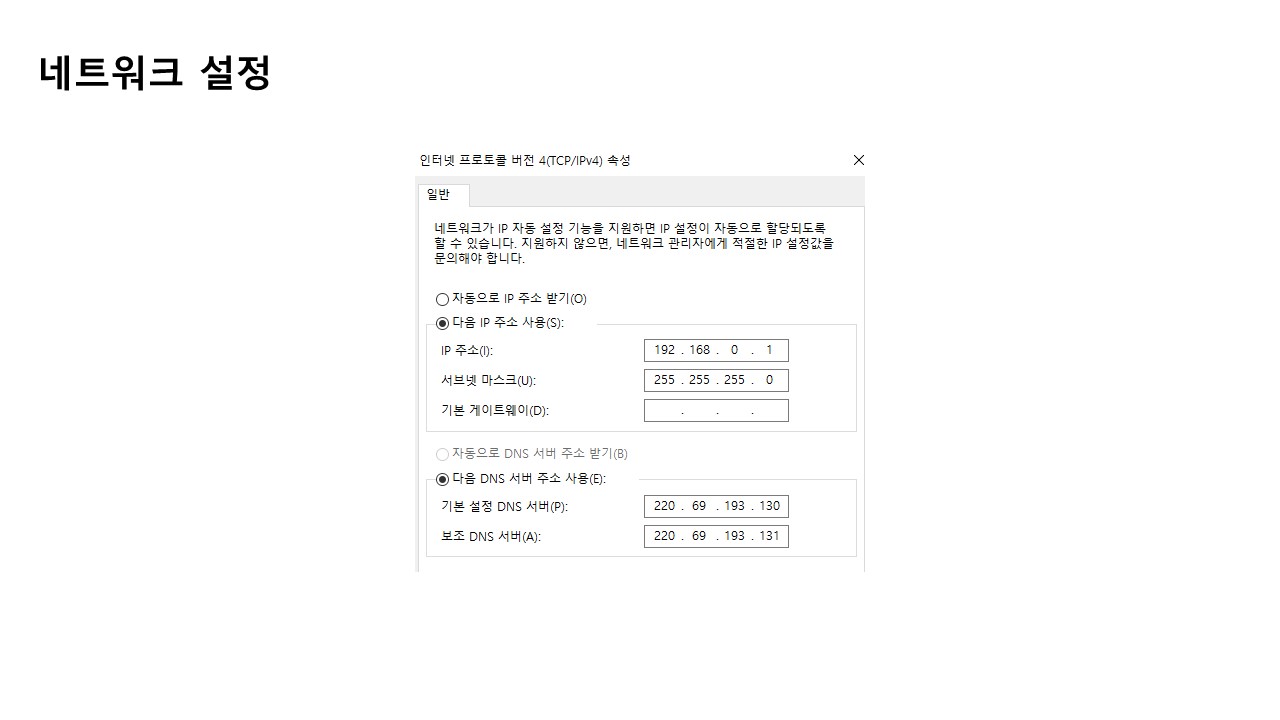 네트워크 설정
인터넷 프로토콜 버전 4(TCP/IPv4) 속성
일반
네트워크가 IP 자동 설정 기능을 지원하면 IP 설정이 자동으로 할당되도록
할 수 있습니다. 지원하지 않으면, 네트워크 관리자에게 적절한 IP 설정값을
문의해야 합니다.
자동으로 IP 주소 받기(O)
다음 IP 주소 사용(S):
IP 주소(I): 192 . 168 . 0 . 1
서브넷 마스크(U): 255 . 255 . 255 . 0
기본 게이트웨이(D): . . .
자동으로 DNS 서버 주소 받기(B)
다음 DNS 서버 주소 사용(E):
기본 설정 DNS 서버(P): 220 . 69 . 193 . 130
보조 DNS 서버(A): 220 . 69 . 193 . 131